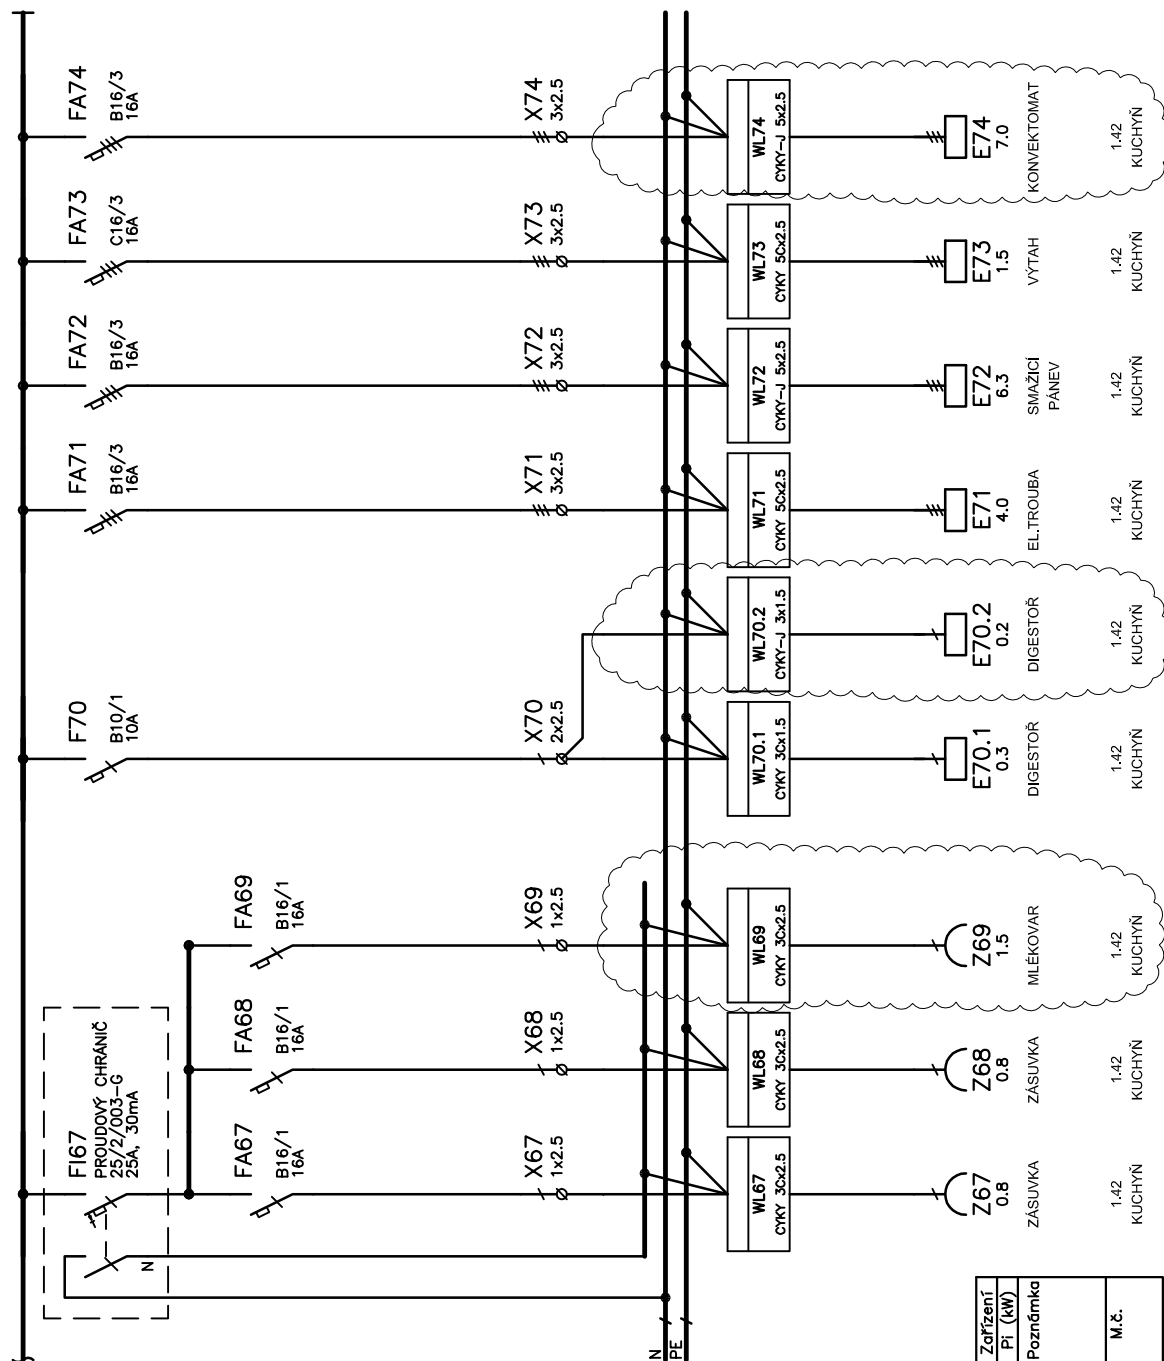 Zařízení
Pi (kW)
Poznámka
M.č.
N
PE
FI67
PROUDOVÝ CHRÁNIČ
25/2/003-G
25A, 30mA
N
FA67
B16/1
16A
X67
1x2.5
WL67
CYKY 3Cx2.5
Z67
0.8
ZÁSUVKA
1.42
KUCHYŇ
FA68
B16/1
16A
X68
1x2.5
WL68
CYKY 3Cx2.5
Z68
0.8
ZÁSUVKA
1.42
KUCHYŇ
FA69
B16/1
16A
X69
1x2.5
WL69
CYKY 3Cx2.5
Z69
1.5
MLÉKOVAR
1.42
KUCHYŇ
F70
B10/1
10A
X70
2x2.5
WL70.1
CYKY 3Cx1.5
E70.1
0.3
DIGESTOŘ
1.42
KUCHYŇ
WL70.2
CYKY-J 3x1.5
E70.2
0.2
DIGESTOŘ
1.42
KUCHYŇ
FA71
B16/3
16A
X71
3x2.5
WL71
CYKY 5Cx2.5
E71
4.0
EL.TROUBA
1.42
KUCHYŇ
FA72
B16/3
16A
X72
3x2.5
WL72
CYKY-J 5x2.5
E72
6.3
SMAŽICÍ
PÁNEV
1.42
KUCHYŇ
FA73
C16/3
16A
X73
3x2.5
WL73
CYKY 5Cx2.5
E73
1.5
VÝTAH
1.42
KUCHYŇ
FA74
B16/3
16A
X74
3x2.5
WL74
CYKY-J 5x2.5
E74
7.0
KONVEKTOMAT
1.42
KUCHYŇ